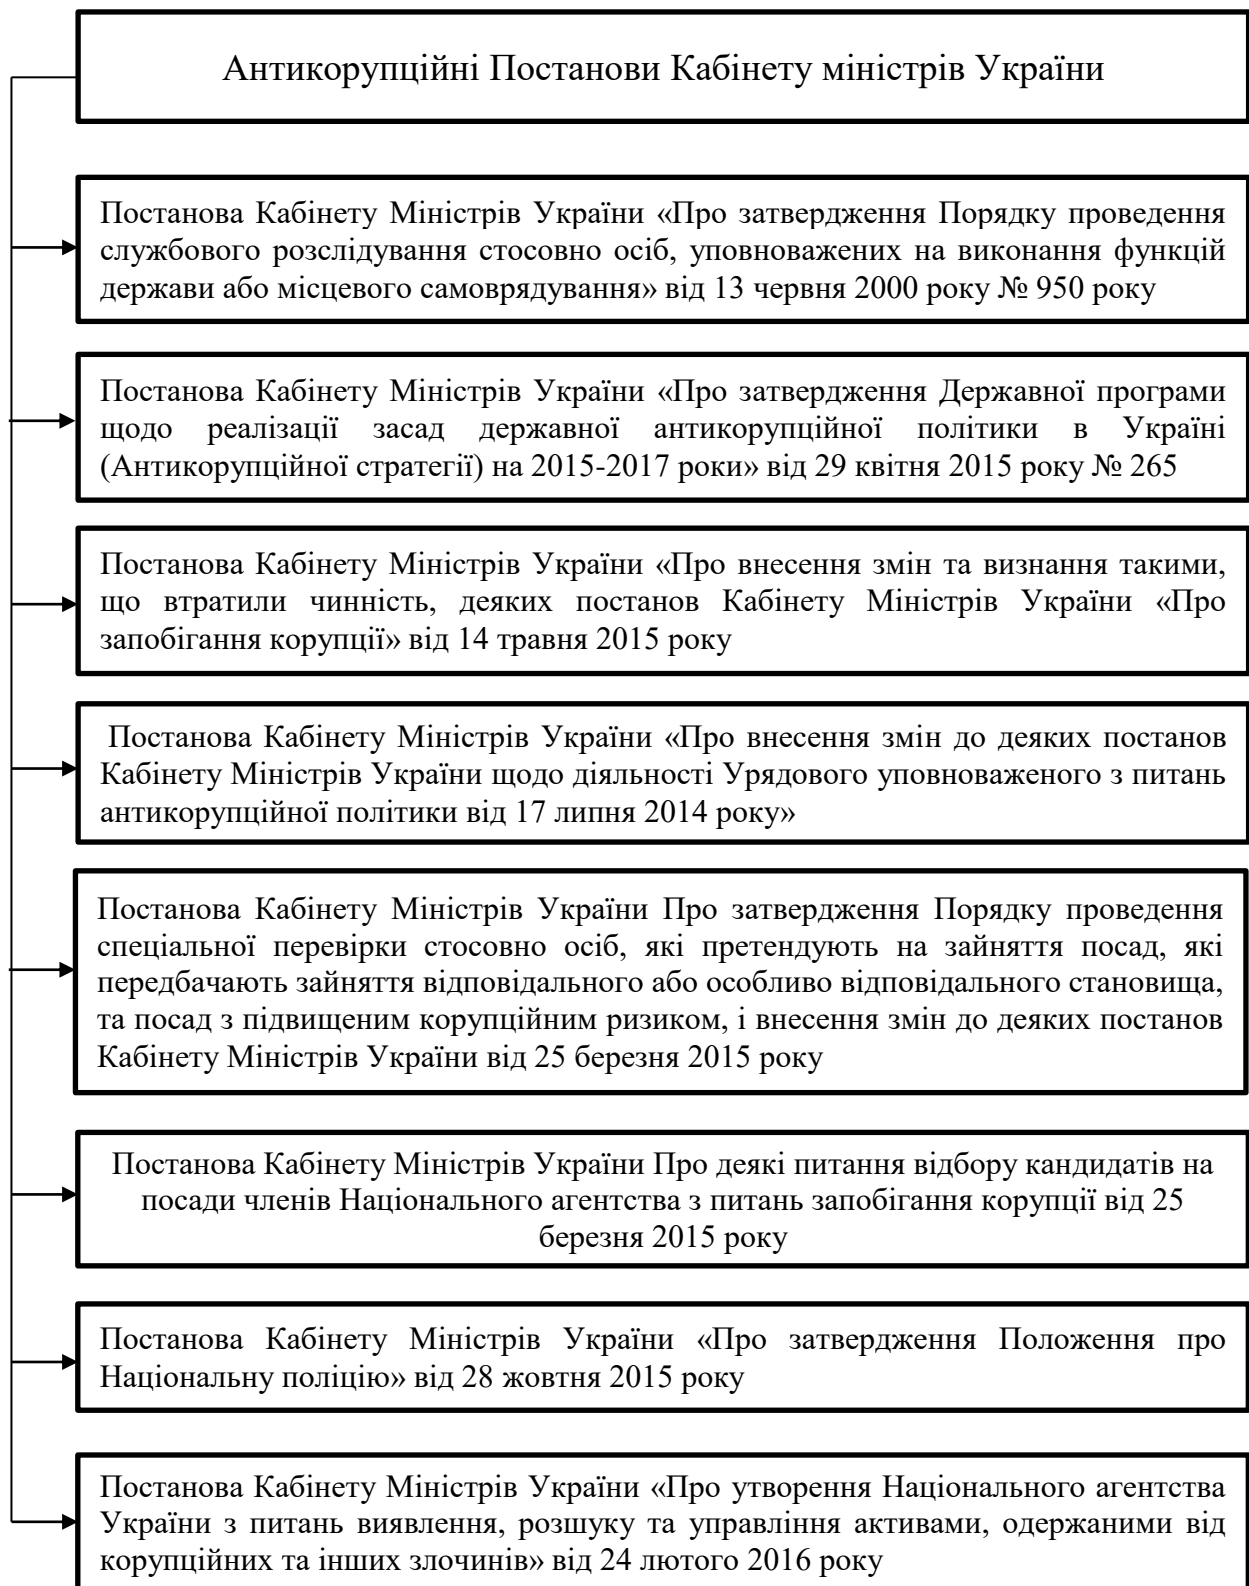 Антикорупційні Постанови Кабінету міністрів України
Постанова Кабінету Міністрів України «Про затвердження Порядку проведення
службового розслідування стосовно осіб, уповноважених на виконання функцій
держави або місцевого самоврядування» від 13 червня 2000 року № 950 року
Постанова Кабінету Міністрів України «Про затвердження Державної програми
щодо реалізації засад державної антикорупційної політики в Україні
(Антикорупційної стратегії) на 2015-2017 роки» від 29 квітня 2015 року № 265
Постанова Кабінету Міністрів України «Про внесення змін та визнання такими,
що втратили чинність, деяких постанов Кабінету Міністрів України «Про
запобігання корупції» від 14 травня 2015 року
Постанова Кабінету Міністрів України «Про внесення змін до деяких постанов
Кабінету Міністрів України щодо діяльності Урядового уповноваженого з питань
антикорупційної політики від 17 липня 2014 року»
Постанова Кабінету Міністрів України Про затвердження Порядку проведення
спеціальної перевірки стосовно осіб, які претендують на зайняття посад, які
передбачають зайняття відповідального або особливо відповідального становища,
та посад з підвищеним корупційним ризиком, і внесення змін до деяких постанов
Кабінету Міністрів України від 25 березня 2015 року
Постанова Кабінету Міністрів України Про деякі питання відбору кандидатів на
посади членів Національного агентства з питань запобігання корупції від 25
березня 2015 року
Постанова Кабінету Міністрів України «Про затвердження Положення про
Національну поліцію» від 28 жовтня 2015 року
Постанова Кабінету Міністрів України «Про утворення Національного агентства
України з питань виявлення, розшуку та управління активами, одержаними від
корупційних та інших злочинів» від 24 лютого 2016 року